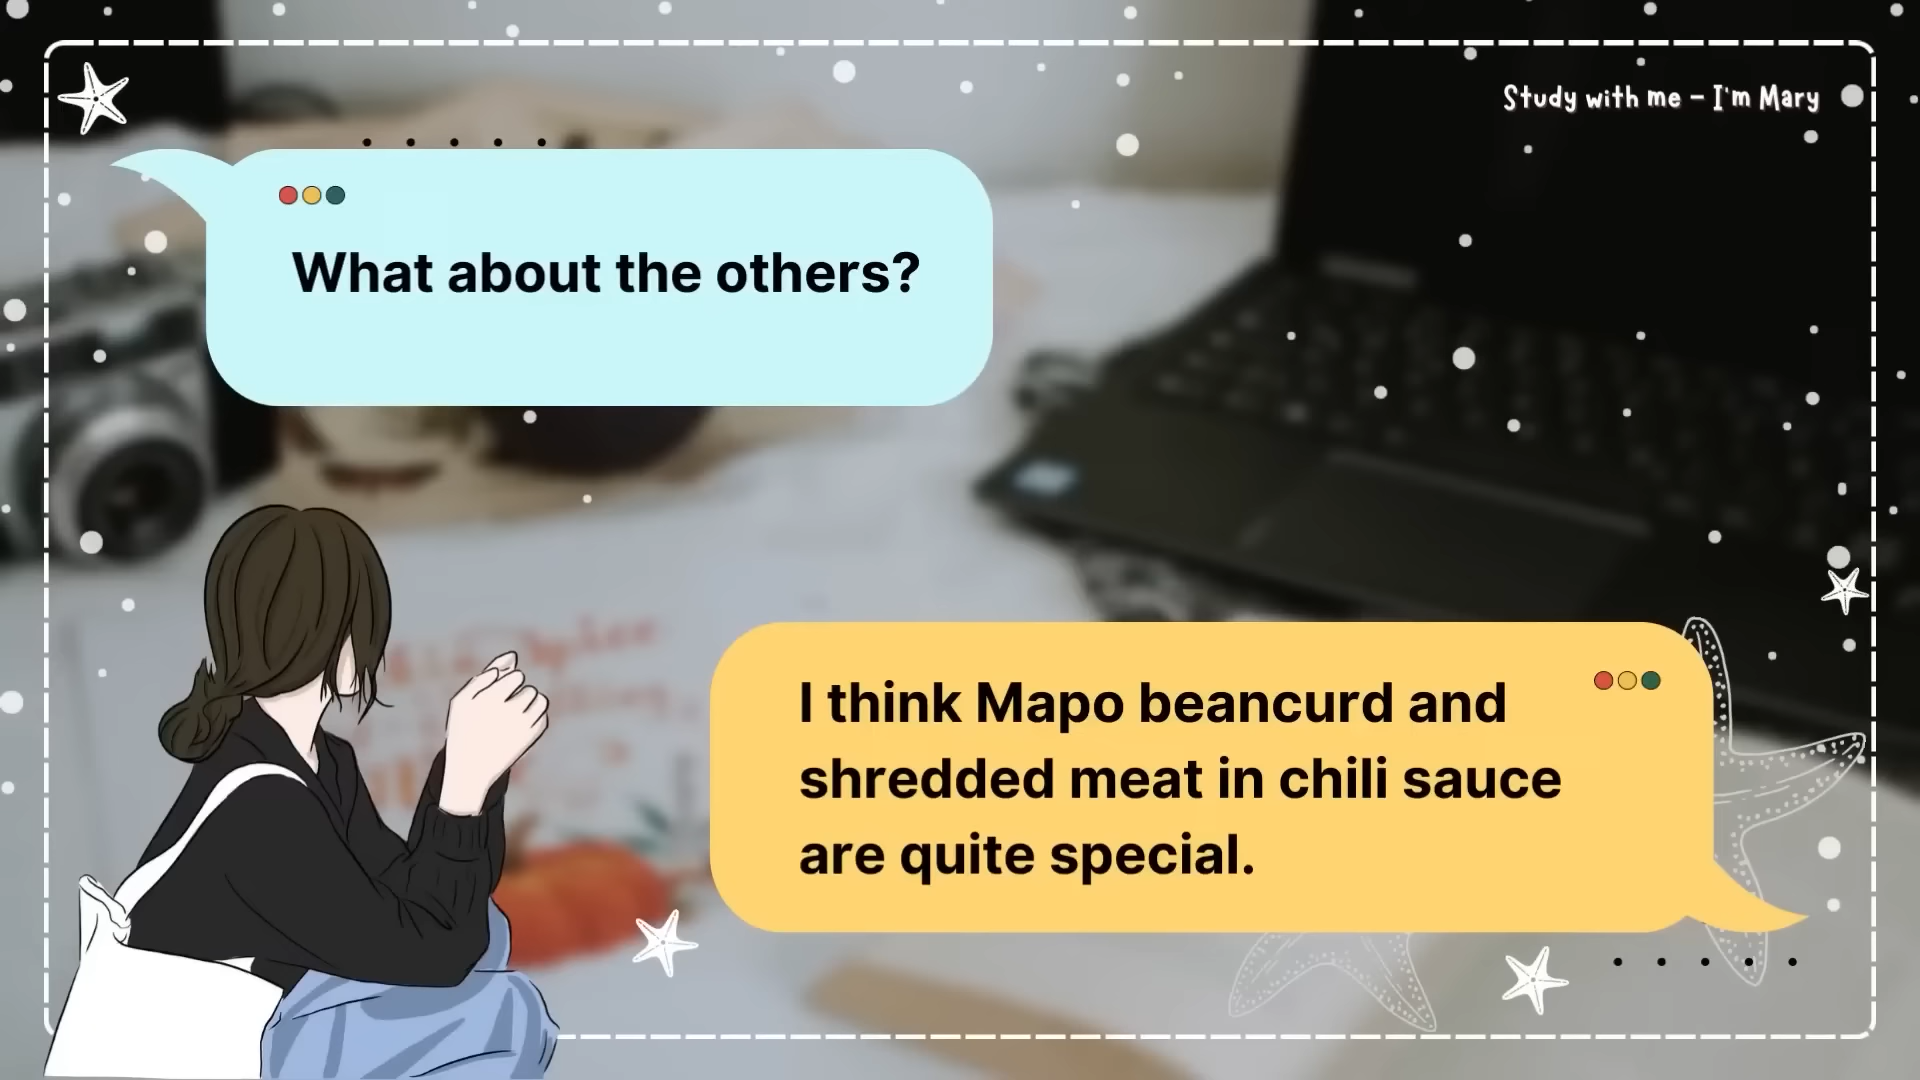 Study with me - I'm Mary
What about the others?
I think Mapo beancurd and
shredded meat in chili sauce
are quite special.